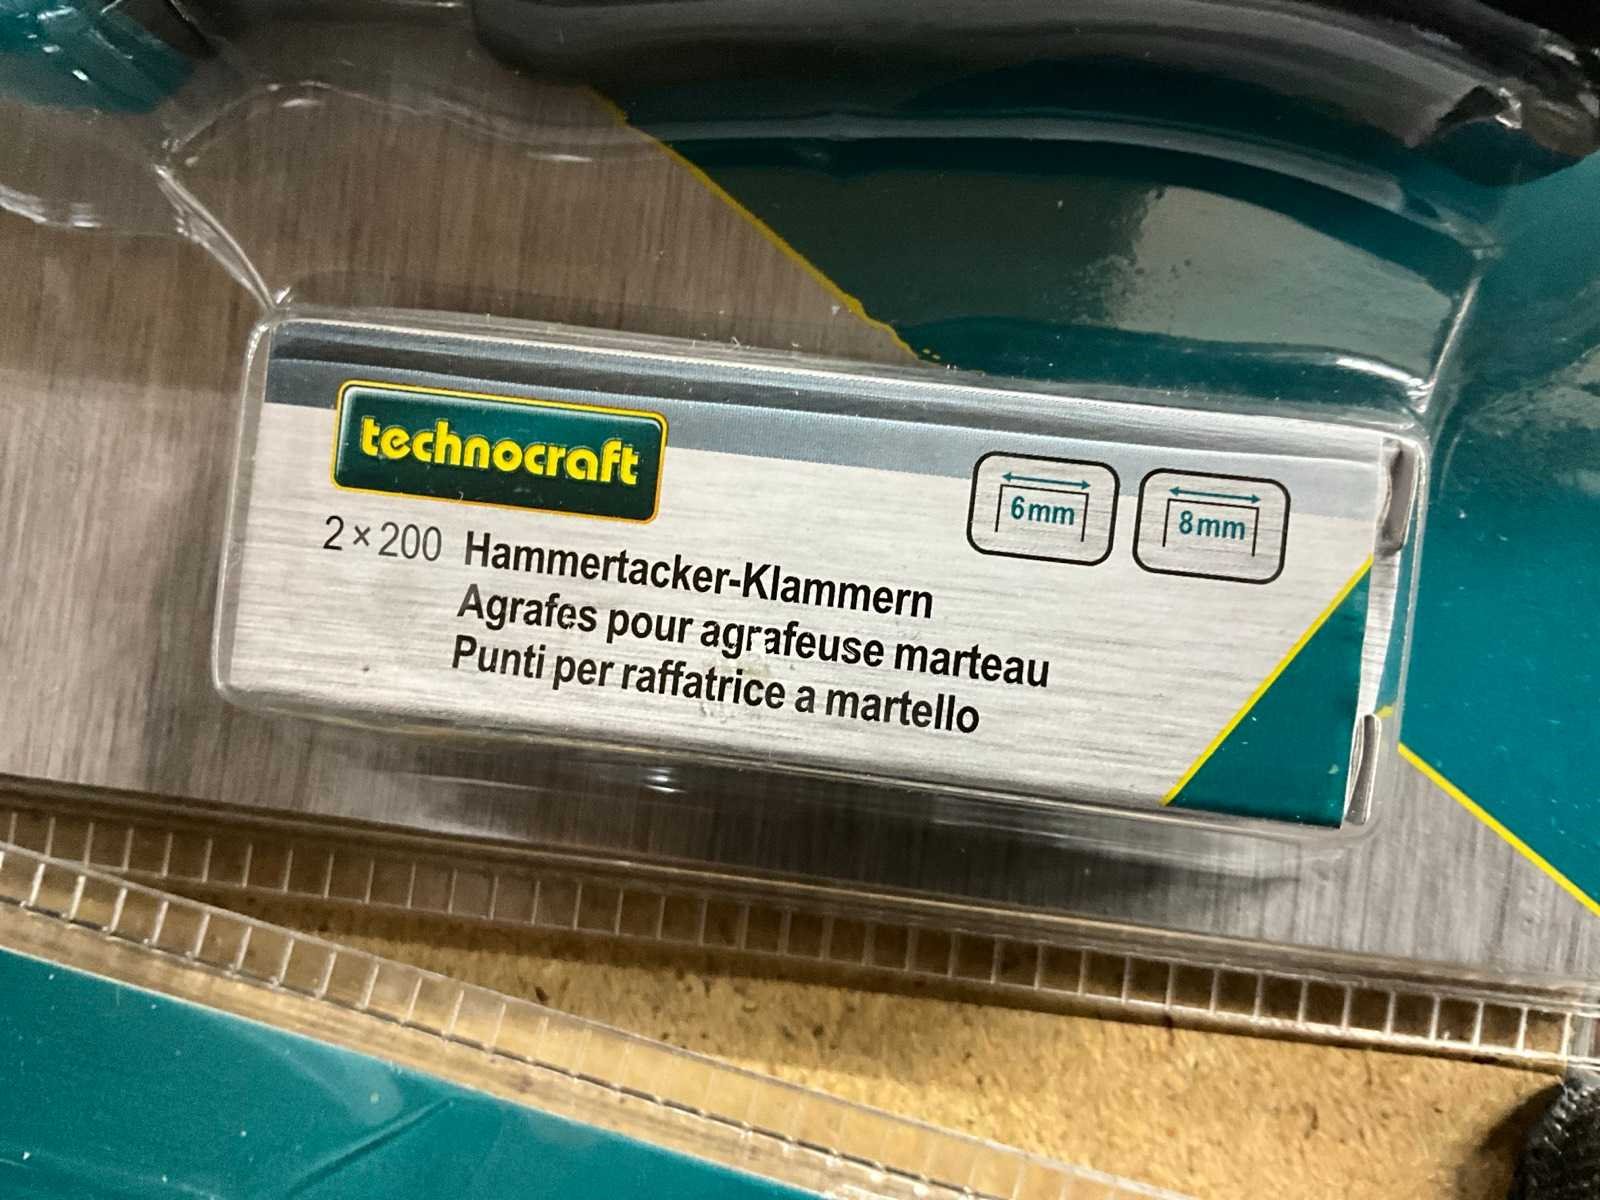 technocraft
6mm
8mm
2 × 200 Hammertacker-Klammern
Agrafes pour agrafeuse marteau
Punti per raffatrice a martello